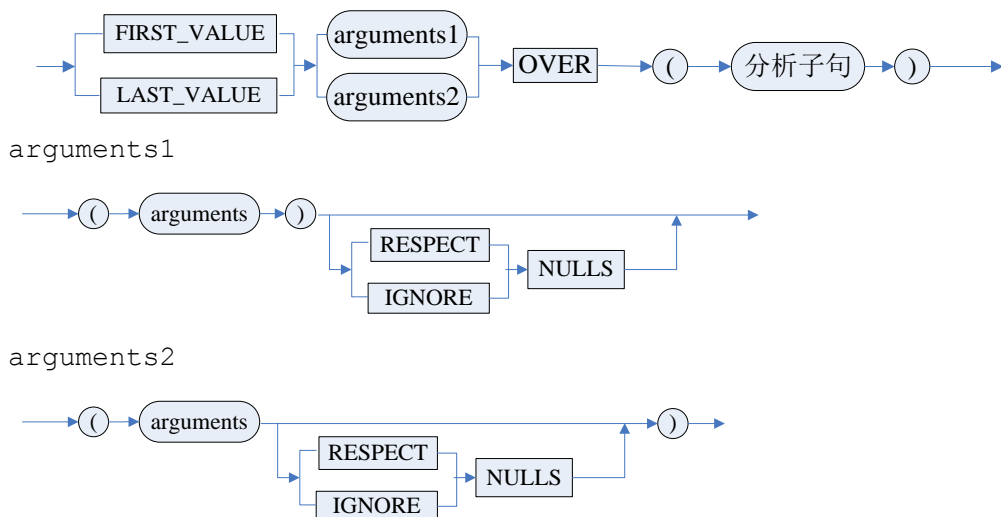 FIRST_VALUE
LAST_VALUE
arguments1
arguments2
OVER
(
分析子句
)
arguments1
(
arguments
)
RESPECT
IGNORE
NULLS
arguments2
(
arguments
RESPECT
IGNORE
NULLS
)